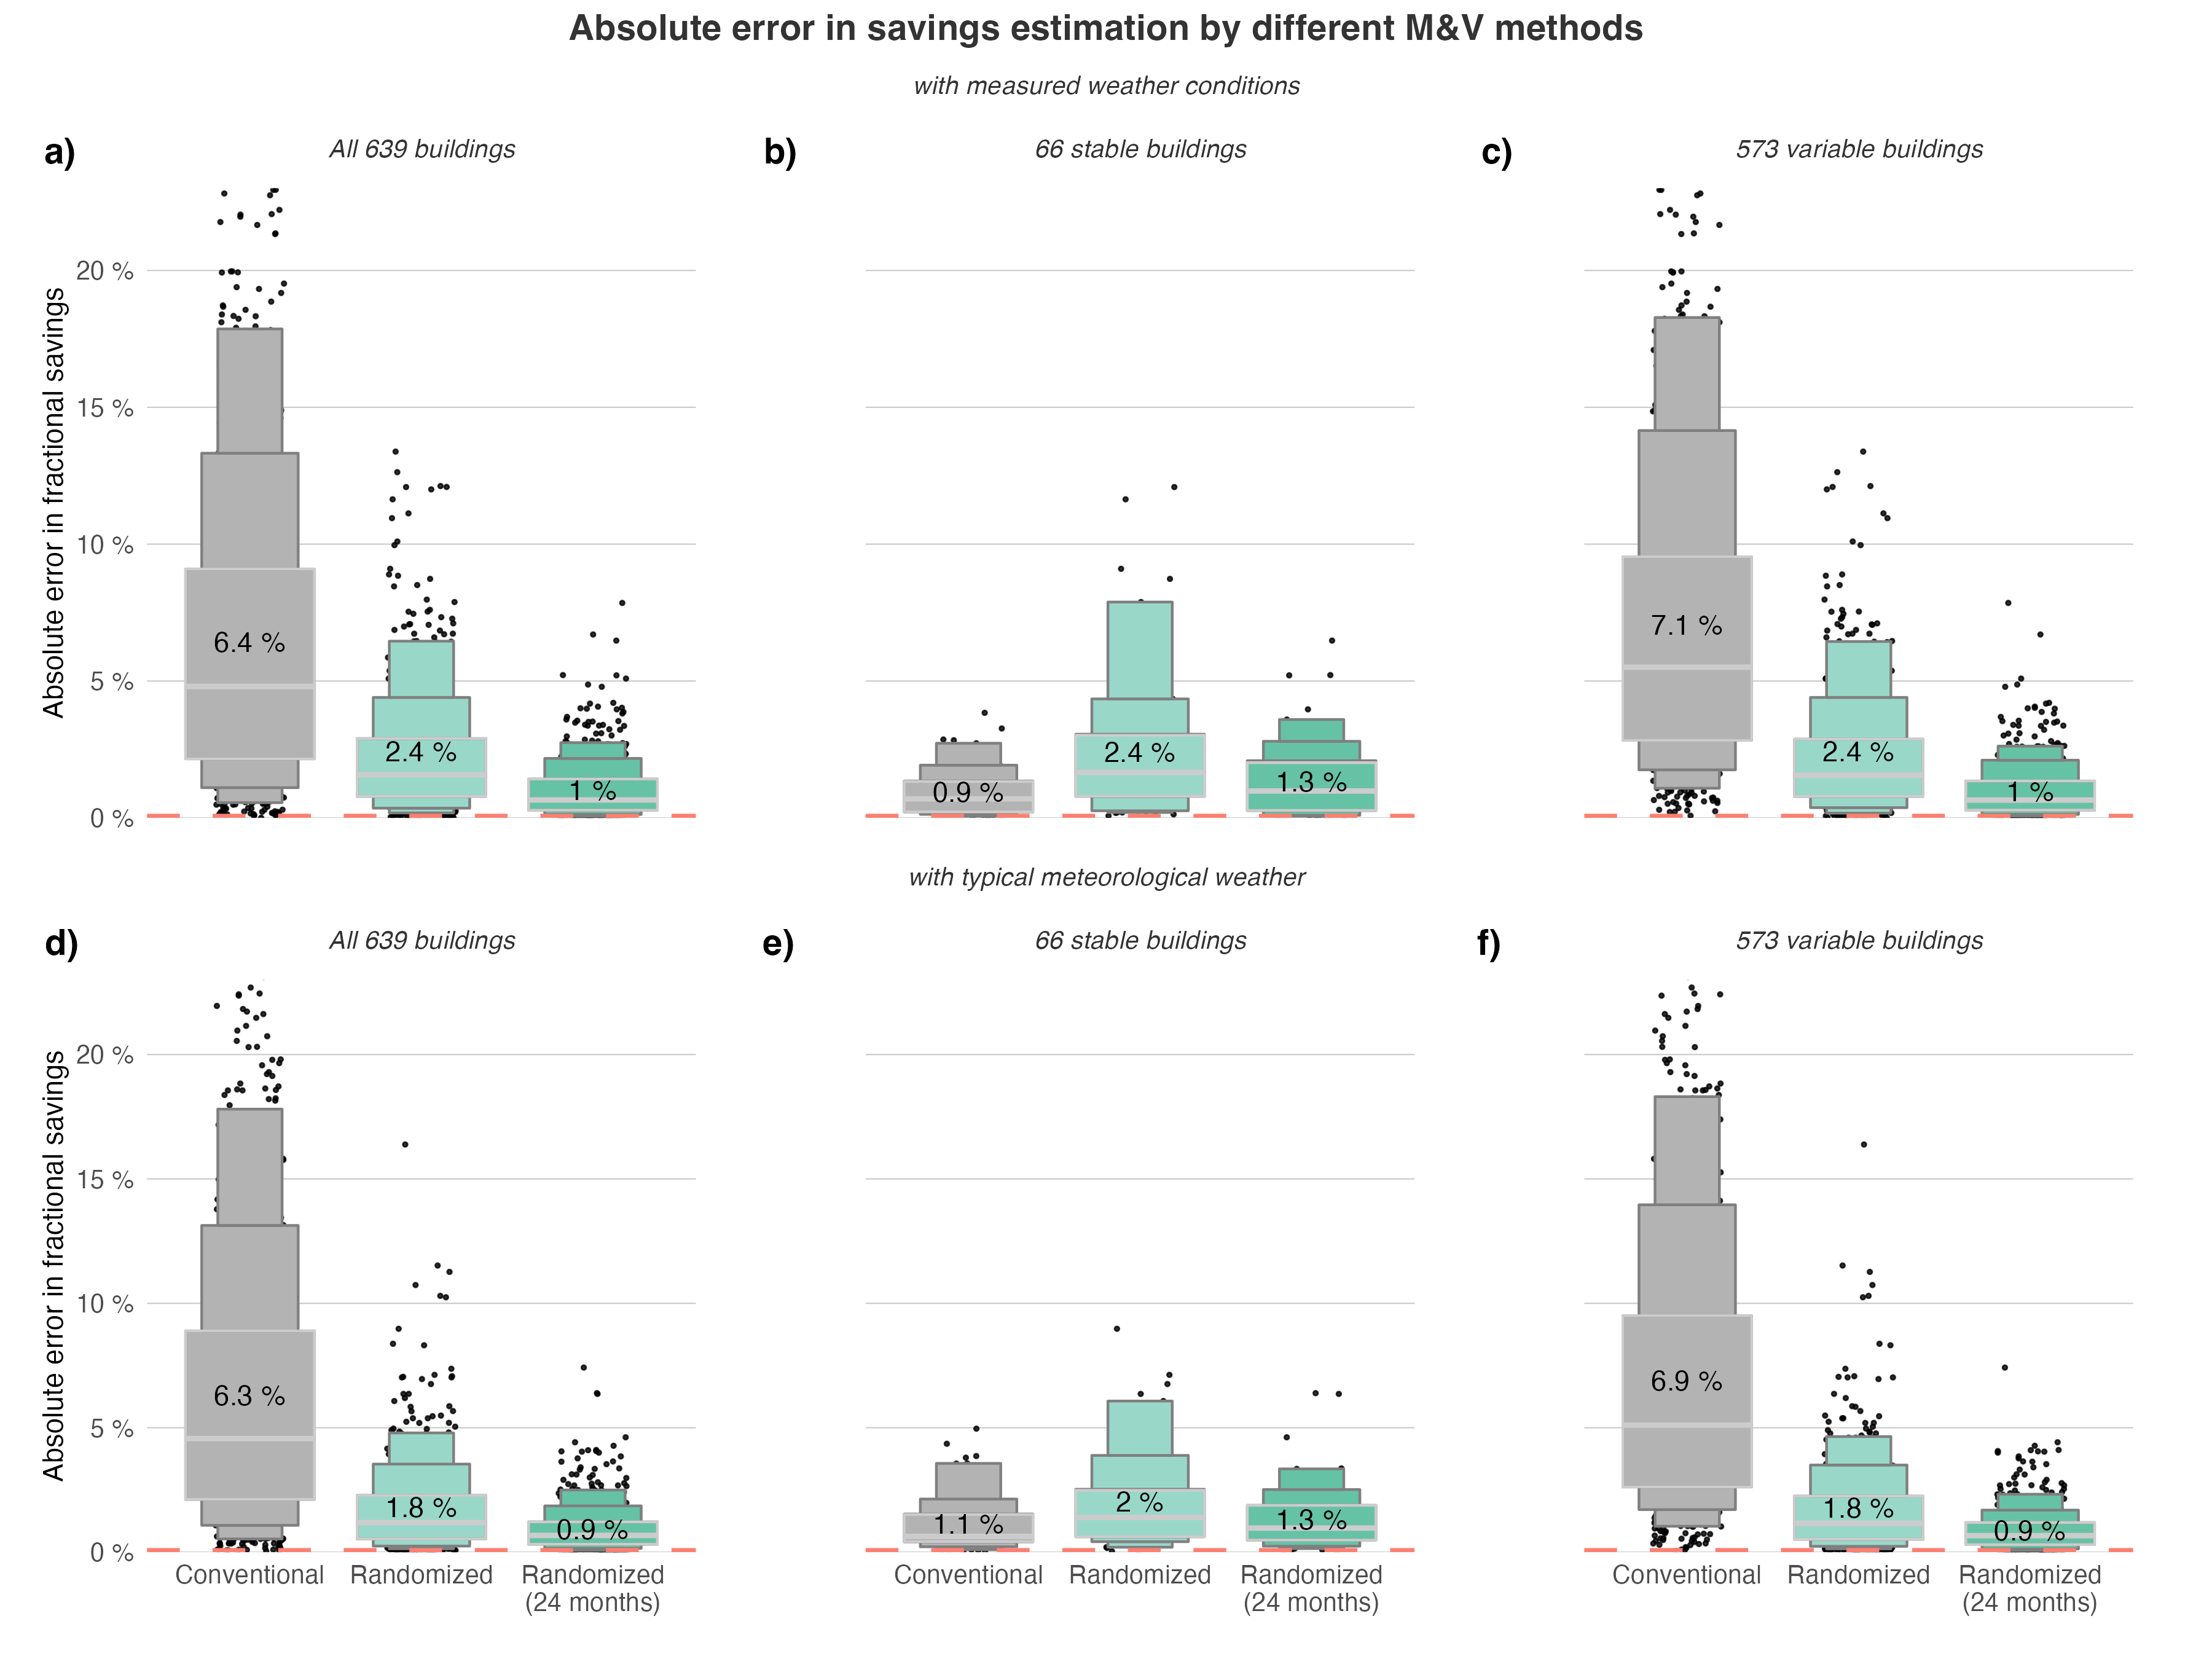 Absolute error in savings estimation by different M&V methods
with measured weather conditions
a)
All 639 buildings
b)
66 stable buildings
c)
573 variable buildings
Absolute error in fractional savings
20 %
15 %
10 %
5 %
0 %
6.4 %
2.4 %
1 %
0.9 %
2.4 %
1.3 %
7.1 %
2.4 %
1 %
with typical meteorological weather
d)
All 639 buildings
e)
66 stable buildings
f)
573 variable buildings
Absolute error in fractional savings
20 %
15 %
10 %
5 %
0 %
6.3 %
1.8 %
0.9 %
1.1 %
2 %
1.3 %
6.9 %
1.8 %
0.9 %
Conventional
Randomized
Randomized
(24 months)
Conventional
Randomized
Randomized
(24 months)
Conventional
Randomized
Randomized
(24 months)